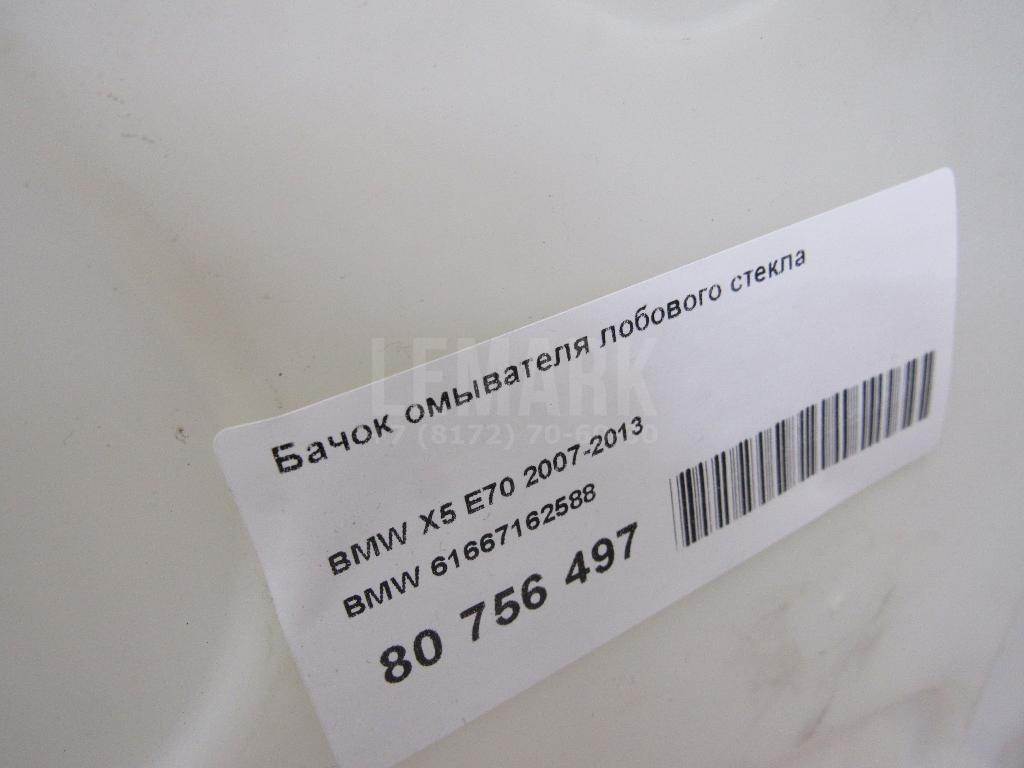 Бачок омывателя лобового стекла
LEMARK
BMW X5 E70 2007-2013
BMW 61667162588
80 756 497